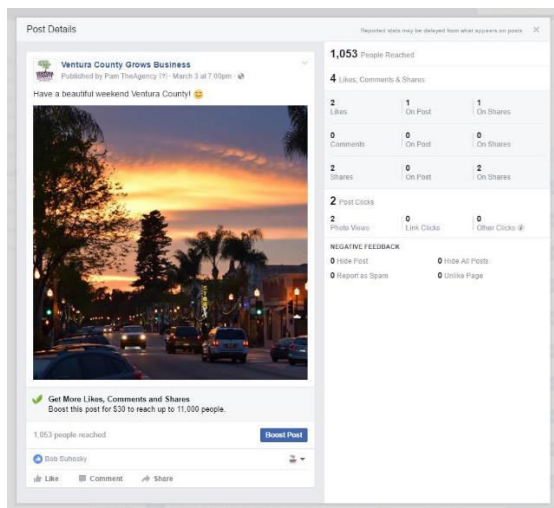 Post Details
Reported stats may be delayed from what appears on posts
Ventura County Grows Business
Published by Pam TheAgency [?] · March 3 at 7:00pm ·
Have a beautiful weekend Ventura County!
Get More Likes, Comments and Shares
Boost this post for $30 to reach up to 11,000 people.
1,053 people reached
Boost Post
Bob Suhosky
Like Comment Share
1,053 People Reached
4 Likes, Comments & Shares
2 1 1
Likes On Post On Shares
0 0 0
Comments On Post On Shares
2 0 2
Shares On Post On Shares
2 Post Clicks
2 0 0
Photo Views Link Clicks Other Clicks
NEGATIVE FEEDBACK
0 Hide Post 0 Hide All Posts
0 Report as Spam 0 Unlike Page